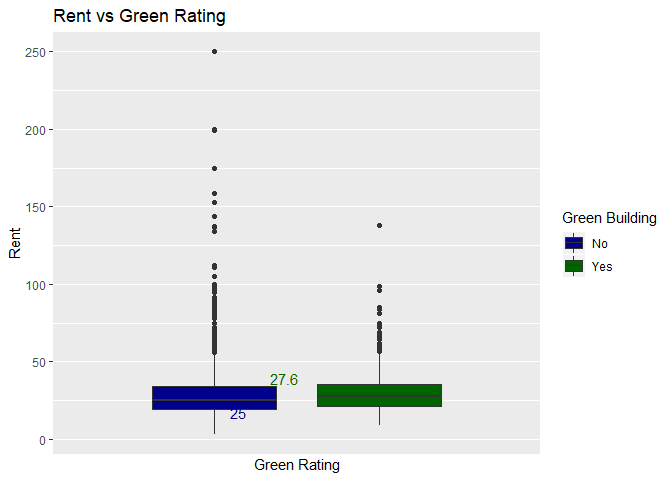 Rent vs Green Rating
250
200
150
100
50
0
Rent
27.6
25
Green Rating
Green Building
No
Yes